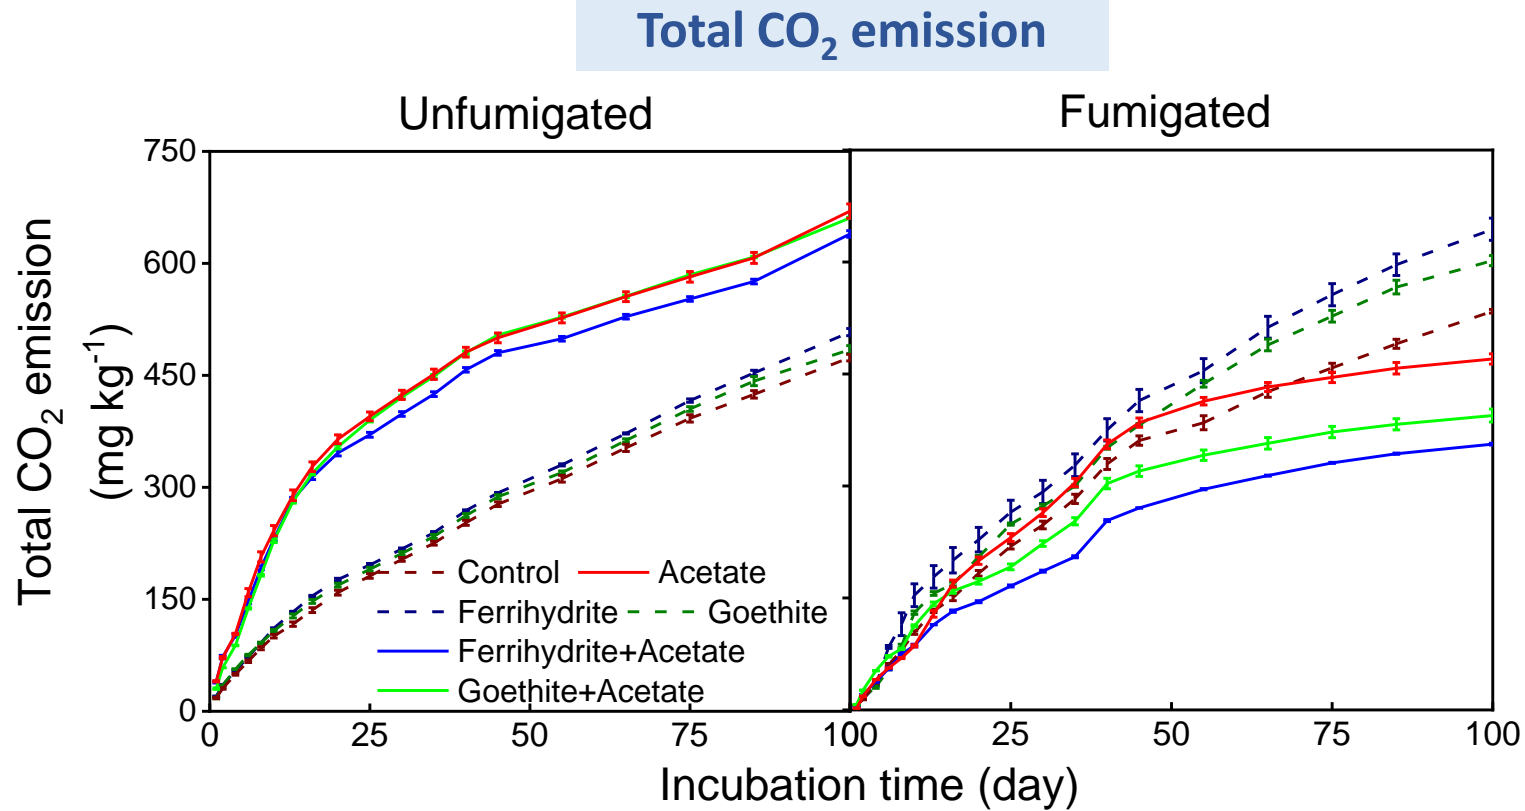 Total CO₂ emission
Unfumigated
Fumigated
Total CO₂ emission
(mg kg⁻¹)
750
600
450
300
150
0
Control
Acetate
Ferrihydrite
Goethite
Ferrihydrite+Acetate
Goethite+Acetate
0 25 50 75 100
0 25 50 75 100
Incubation time (day)